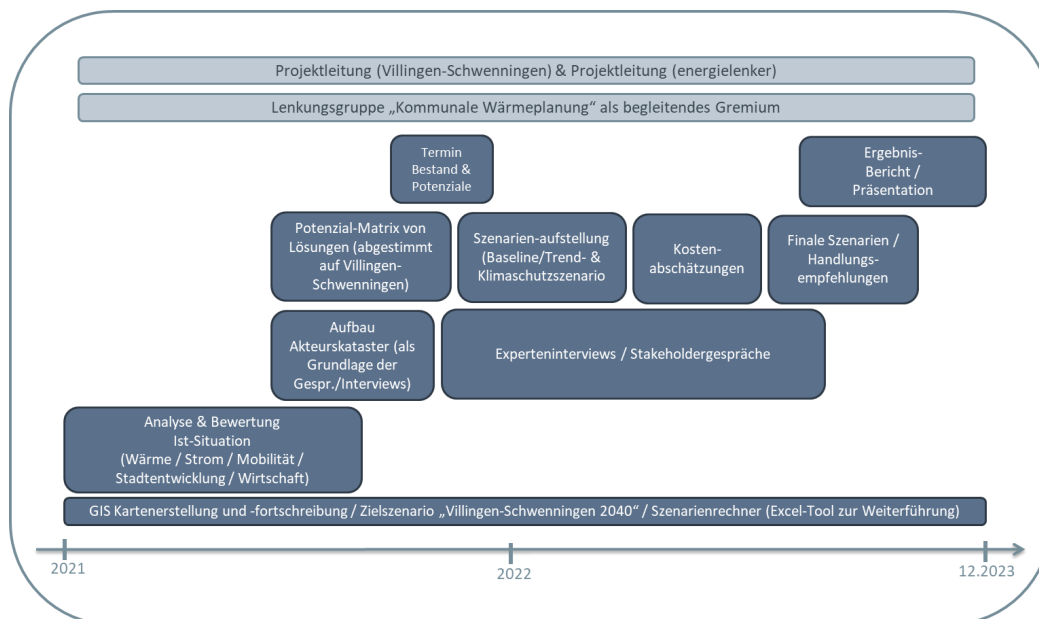 Projektleitung (Villingen-Schwenningen) & Projektleitung (energielenker)
Lenkungsgruppe „Kommunale Wärmeplanung“ als begleitendes Gremium
Termin
Bestand &
Potenziale
Ergebnis-
Bericht /
Präsentation
Potenzial-Matrix von
Lösungen (abgestimmt
auf Villingen-
Schwenningen)
Szenarien-aufstellung
(Baseline/Trend- &
Klimaschutzszenario
Kosten-
abschätzungen
Finale Szenarien /
Handlungs-
empfehlungen
Aufbau
Akteurskataster (als
Grundlage der
Gespr./Interviews)
Experteninterviews / Stakeholdergespräche
Analyse & Bewertung
Ist-Situation
(Wärme / Strom / Mobilität /
Stadtentwicklung / Wirtschaft)
GIS Kartenerstellung und -fortschreibung / Zielszenario „Villingen-Schwenningen 2040“ / Szenarienrechner (Excel-Tool zur Weiterführung)
2021
2022
12.2023